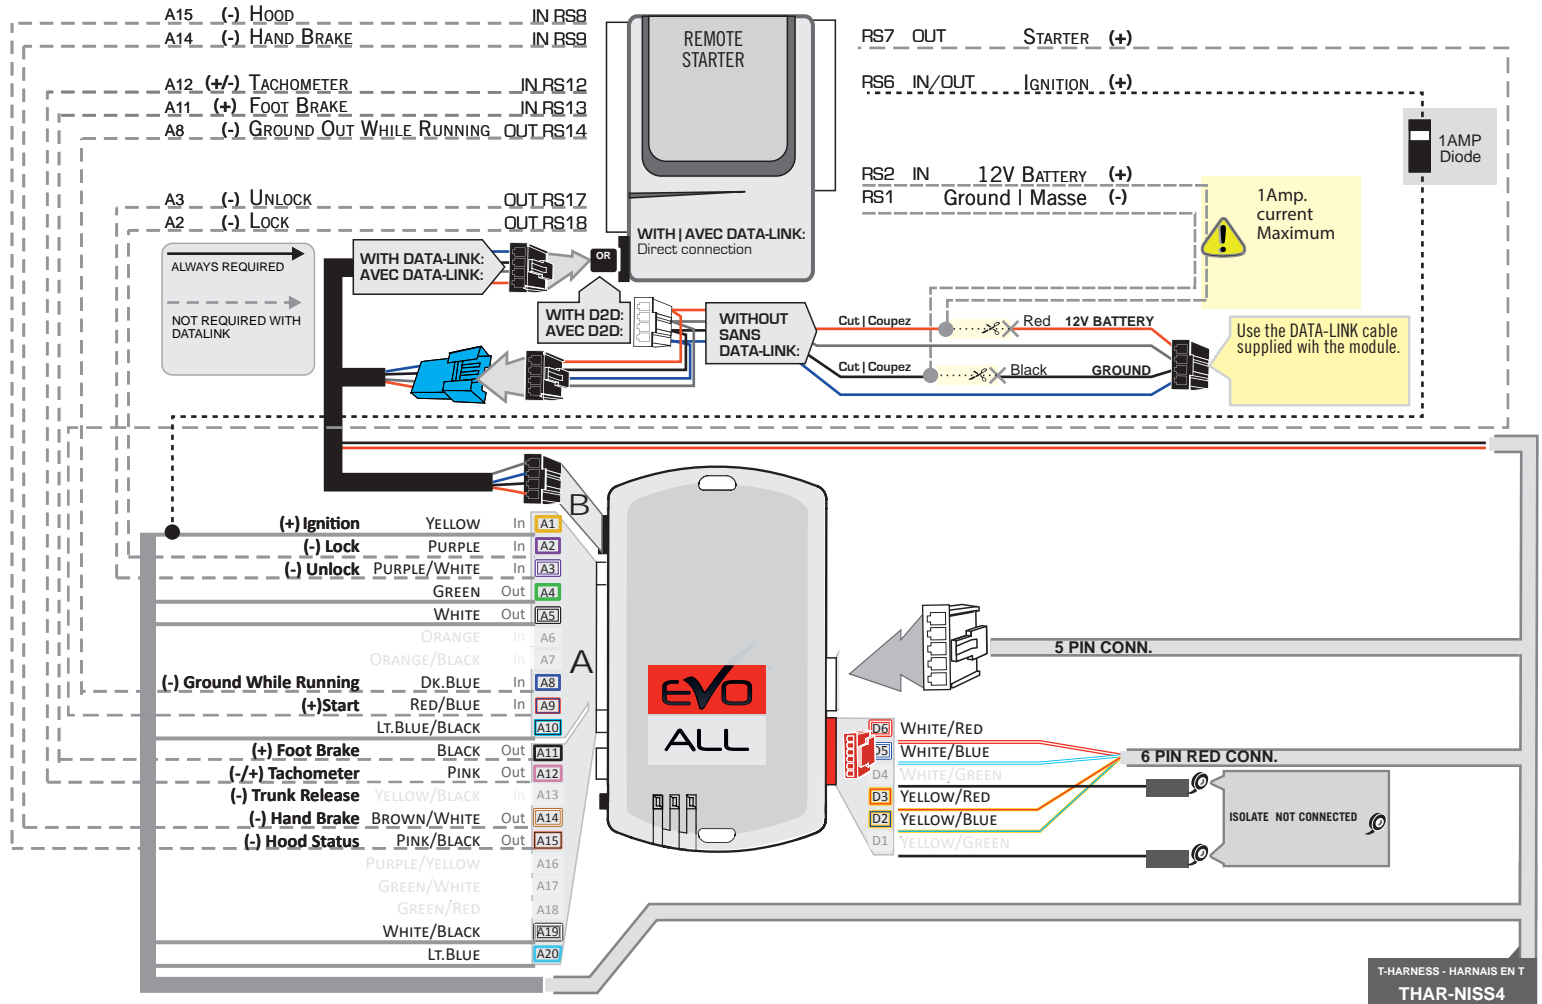 A15 (-) HOOD IN RS8
A14 (-) HAND BRAKE IN RS9
A12 (+/-) TACHOMETER IN RS12
A11 (+) FOOT BRAKE IN RS13
A8 (-) GROUND OUT WHILE RUNNING OUT RS14
A3 (-) UNLOCK OUT RS17
A2 (-) LOCK OUT RS18
REMOTE
STARTER
WITH | AVEC DATA-LINK:
Direct connection
RS7 OUT STARTER (+)
RS6 IN/OUT IGNITION (+)
RS2 IN 12V BATTERY (+)
RS1 Ground | Masse (-)
1AMP
Diode
1Amp.
current
Maximum
ALWAYS REQUIRED
NOT REQUIRED WITH
DATALINK
WITH DATA-LINK:
AVEC DATA-LINK:
OR
WITH D2D:
AVEC D2D:
WITHOUT
SANS
DATA-LINK:
Cut | Coupez Red 12V BATTERY
Cut | Coupez Black GROUND
Use the DATA-LINK cable
supplied wih the module.
B
A
(+) Ignition YELLOW In A1
(-) Lock PURPLE In A2
(-) Unlock PURPLE/WHITE In A3
GREEN Out A4
WHITE Out A5
ORANGE In A6
ORANGE/BLACK In A7
(-) Ground While Running DK.BLUE In A8
(+)Start RED/BLUE In A9
LT.BLUE/BLACK A10
(+) Foot Brake BLACK Out A11
(-/+) Tachometer PINK Out A12
(-) Trunk Release YELLOW/BLACK In A13
(-) Hand Brake BROWN/WHITE Out A14
(-) Hood Status PINK/BLACK Out A15
PURPLE/YELLOW A16
GREEN/WHITE A17
GREEN/RED A18
WHITE/BLACK A19
LT.BLUE A20
EVO
ALL
5 PIN CONN.
D6 WHITE/RED
D5 WHITE/BLUE
D4 WHITE/GREEN
D3 YELLOW/RED
D2 YELLOW/BLUE
D1 YELLOW/GREEN
6 PIN RED CONN.
ISOLATE NOT CONNECTED
T-HARNESS - HARNAIS EN T
THAR-NISS4